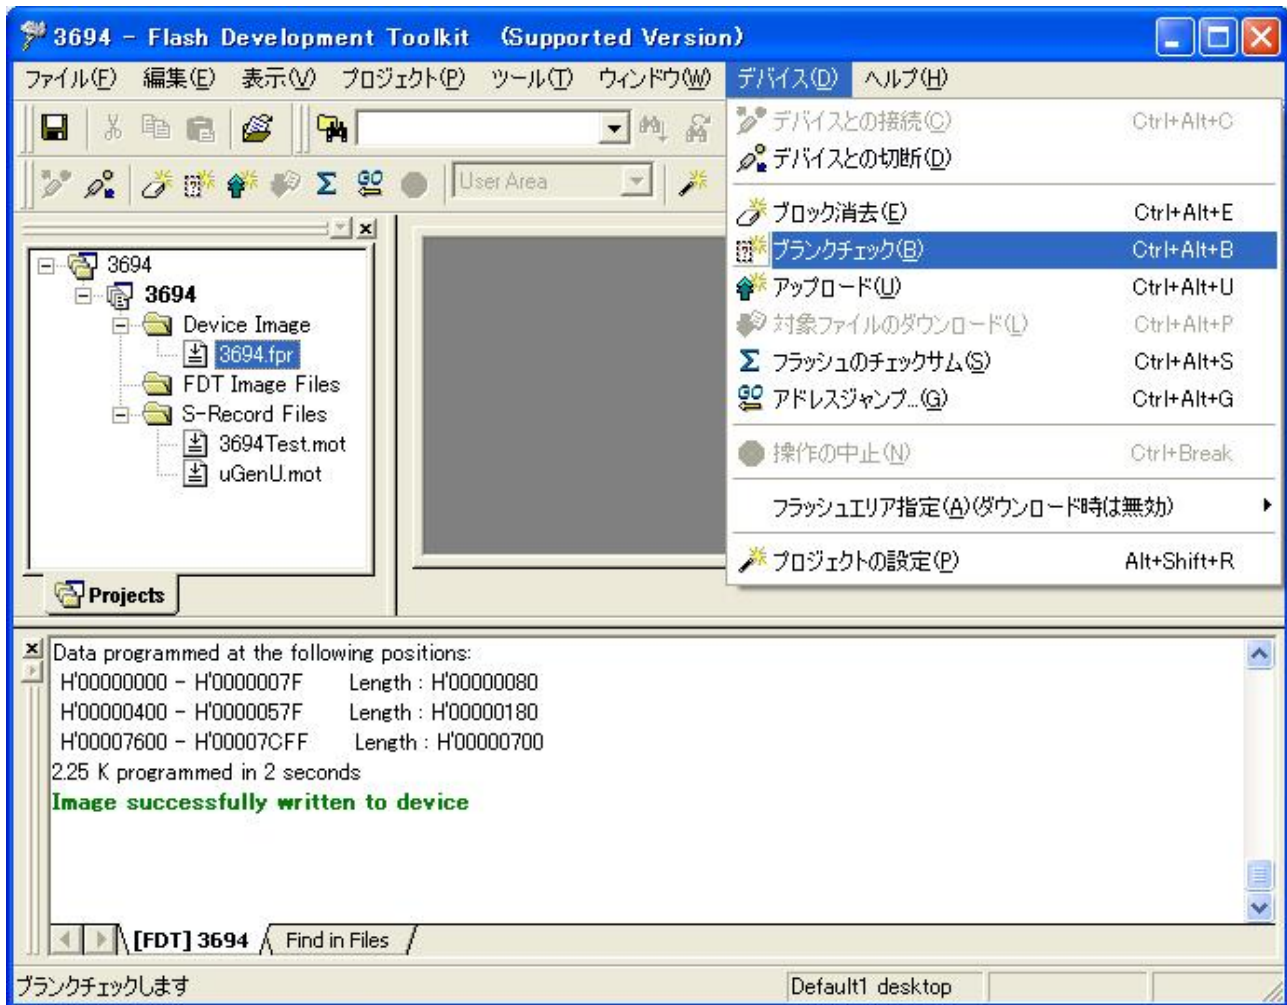 3694 - Flash Development Toolkit (Supported Version)
ファイル(F) 編集(E) 表示(V) プロジェクト(P) ツール(T) ウィンドウ(W) デバイス(D) ヘルプ(H)
User Area
デバイスとの接続(C) Ctrl+Alt+C
デバイスとの切断(D)
ブロック消去(E) Ctrl+Alt+E
ブランクチェック(B) Ctrl+Alt+B
アップロード(U) Ctrl+Alt+U
対象ファイルのダウンロード(L) Ctrl+Alt+P
Σ フラッシュのチェックサム(S) Ctrl+Alt+S
GO アドレスジャンプ...(G) Ctrl+Alt+G
操作の中止(N) Ctrl+Break
フラッシュエリア指定(A)(ダウンロード時は無効)
プロジェクトの設定(P) Alt+Shift+R
3694
3694
Device Image
3694.fpr
FDT Image Files
S-Record Files
3694Test.mot
uGenU.mot
Projects
Data programmed at the following positions:
H'00000000 - H'0000007F Length : H'00000080
H'00000400 - H'0000057F Length : H'00000180
H'00007600 - H'00007CFF Length : H'00000700
2.25 K programmed in 2 seconds
Image successfully written to device
[FDT] 3694 Find in Files
ブランクチェックします Default1 desktop